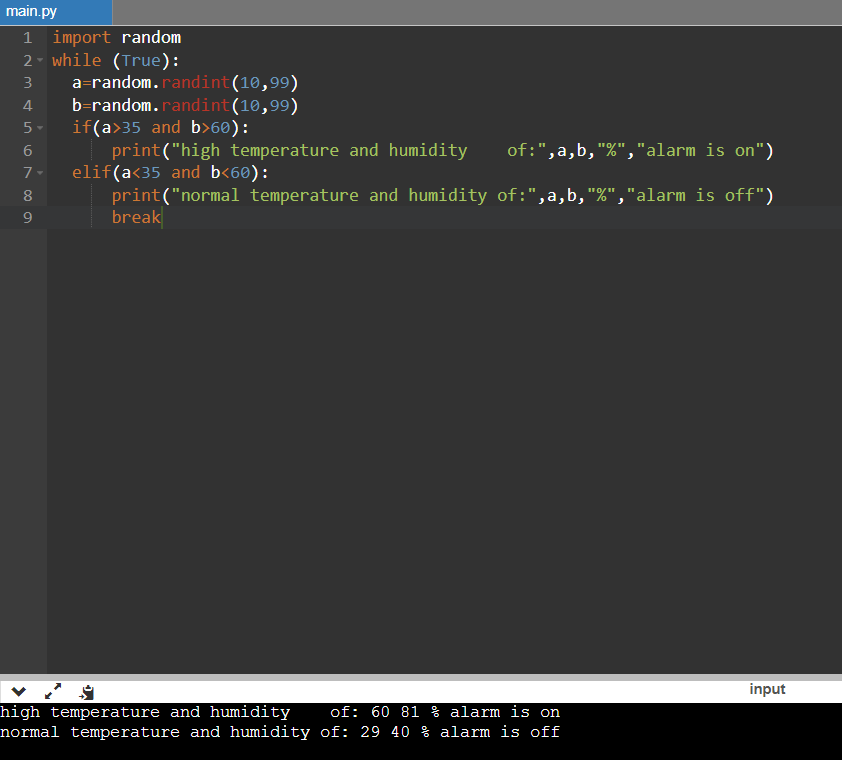 main.py
1 import random
2 while (True):
3   a=random.randint(10,99)
4   b=random.randint(10,99)
5   if(a>35 and b>60):
6       print("high temperature and humidity    of:",a,b,"%","alarm is on")
7   elif(a<35 and b<60):
8       print("normal temperature and humidity of:",a,b,"%","alarm is off")
9       break
input
high temperature and humidity    of: 60 81 % alarm is on
normal temperature and humidity of: 29 40 % alarm is off